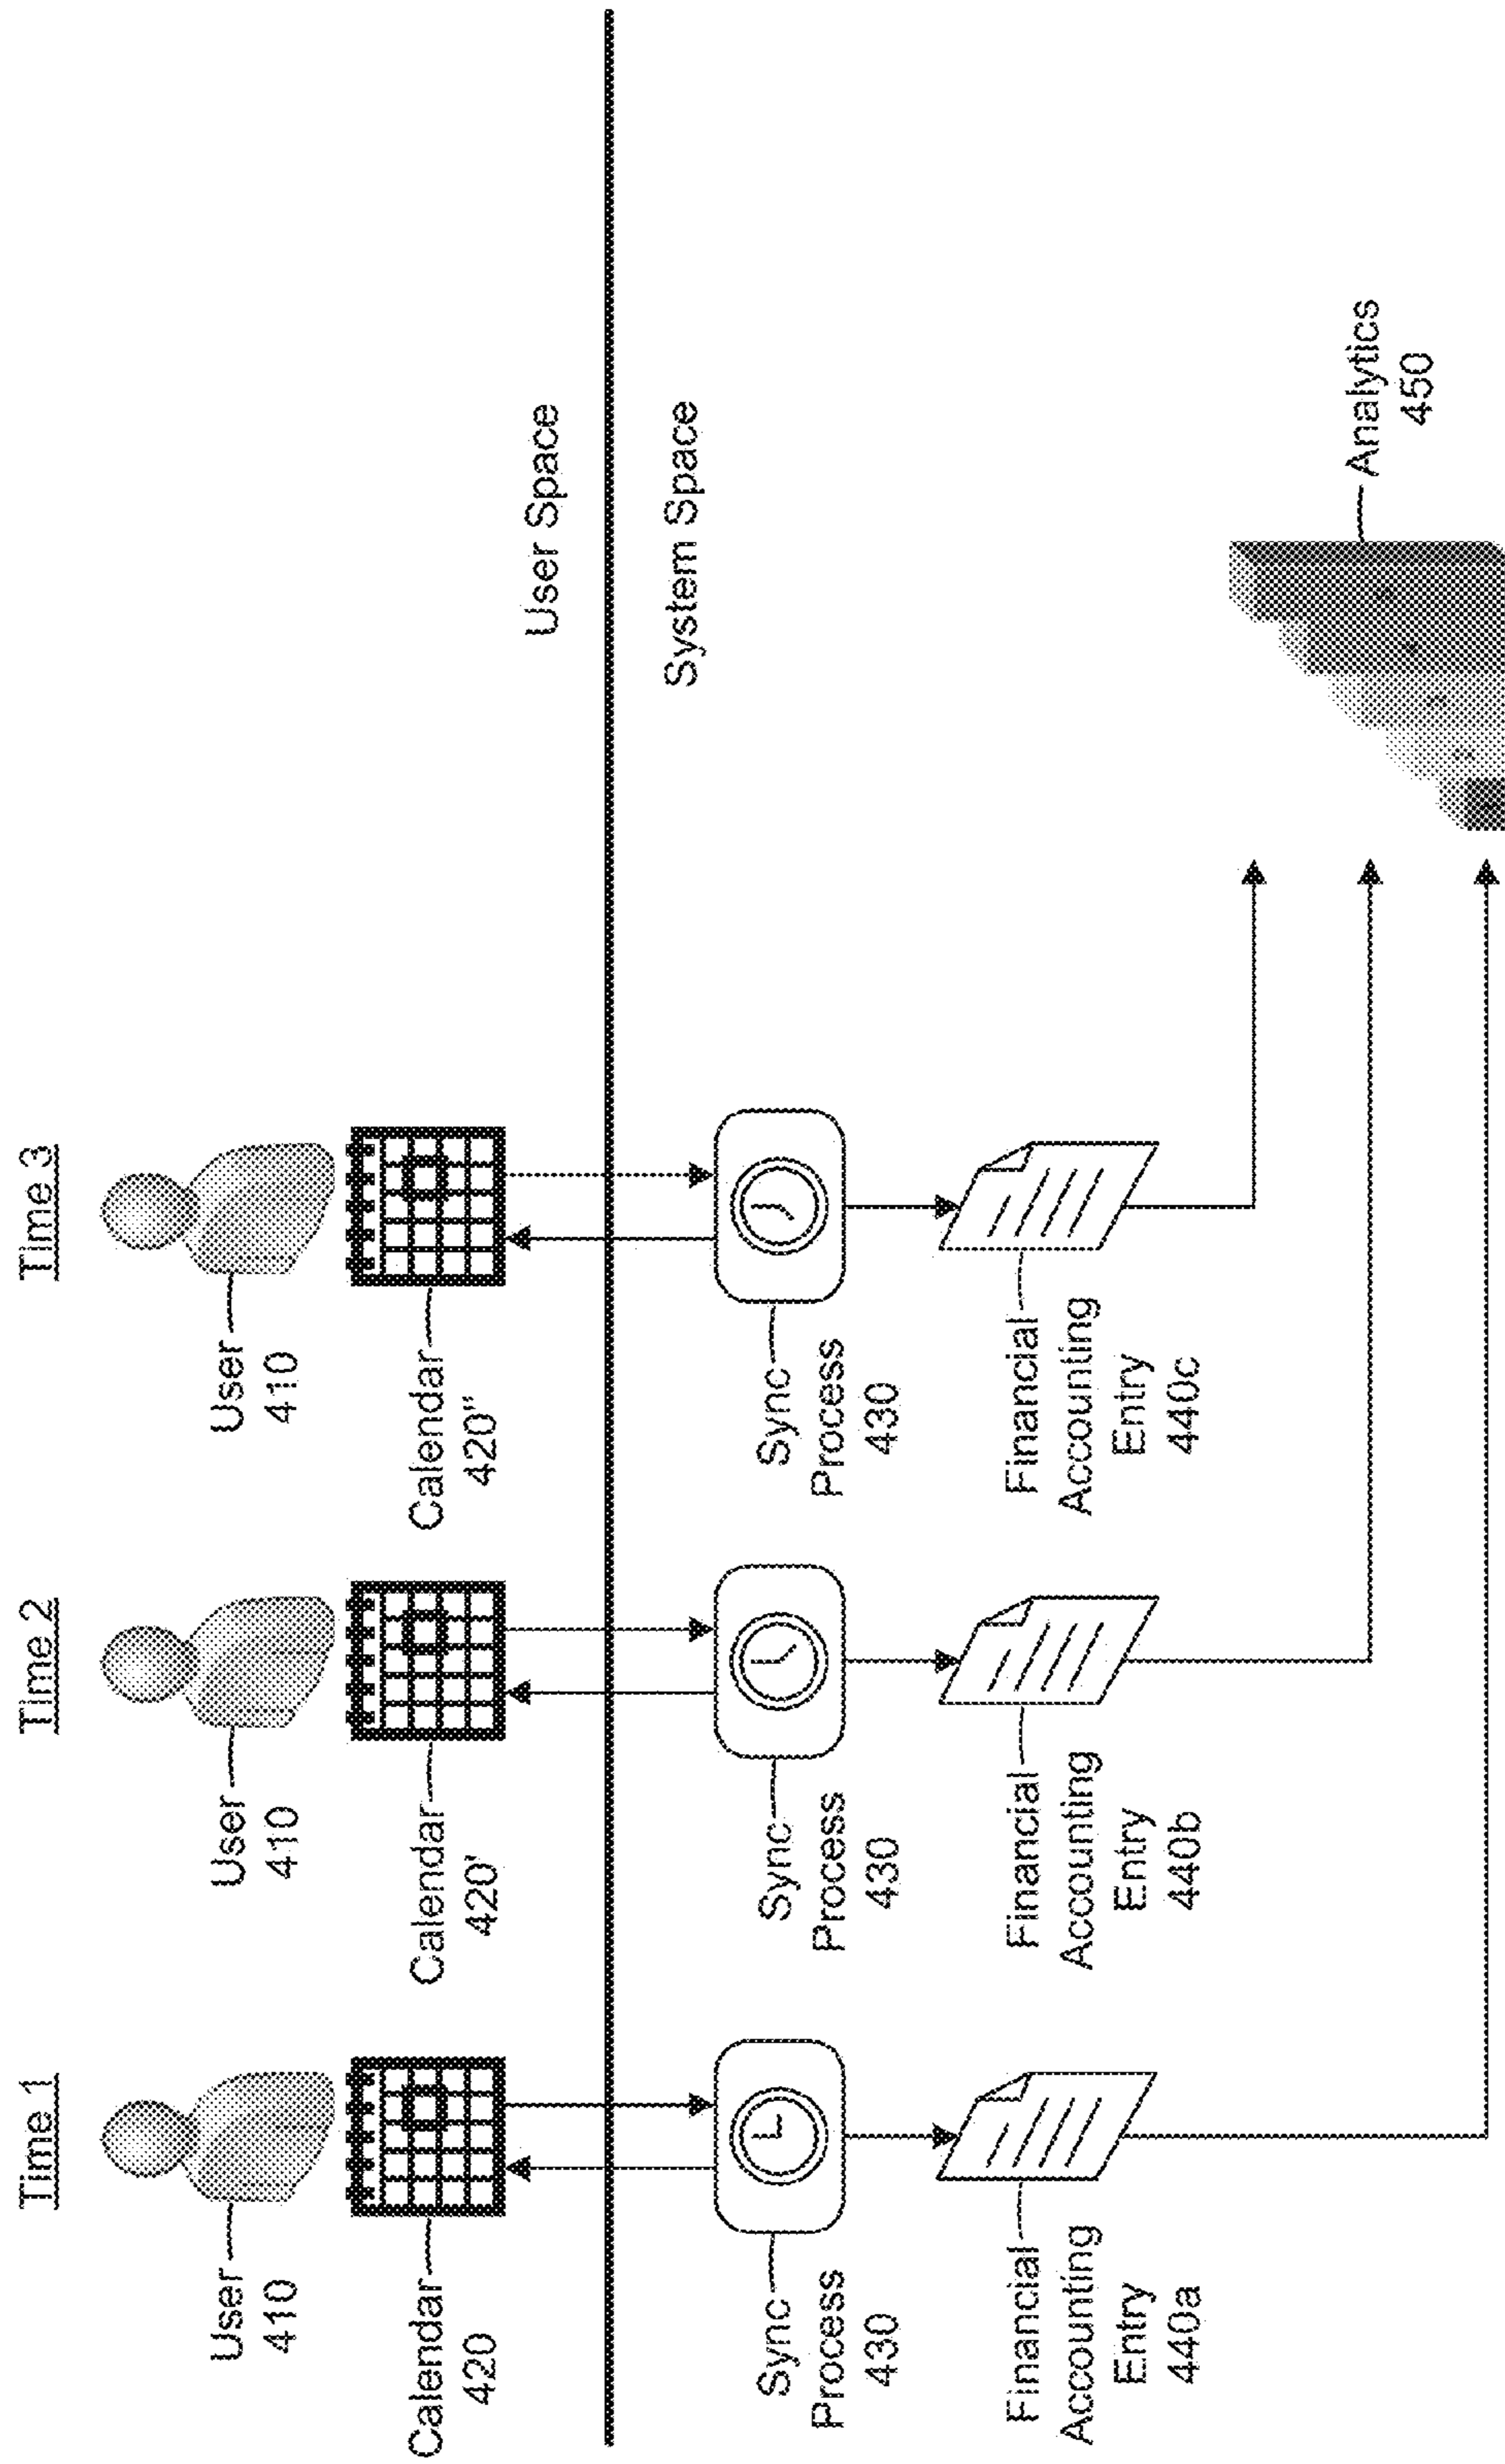 Time 1
Time 2
Time 3
User
410
User
410
User
410
Calendar
420
Calendar
420'
Calendar
420"
User Space
System Space
Sync
Process
430
Sync
Process
430
Sync
Process
430
Financial
Accounting
Entry
440a
Financial
Accounting
Entry
440b
Financial
Accounting
Entry
440c
Analytics
450